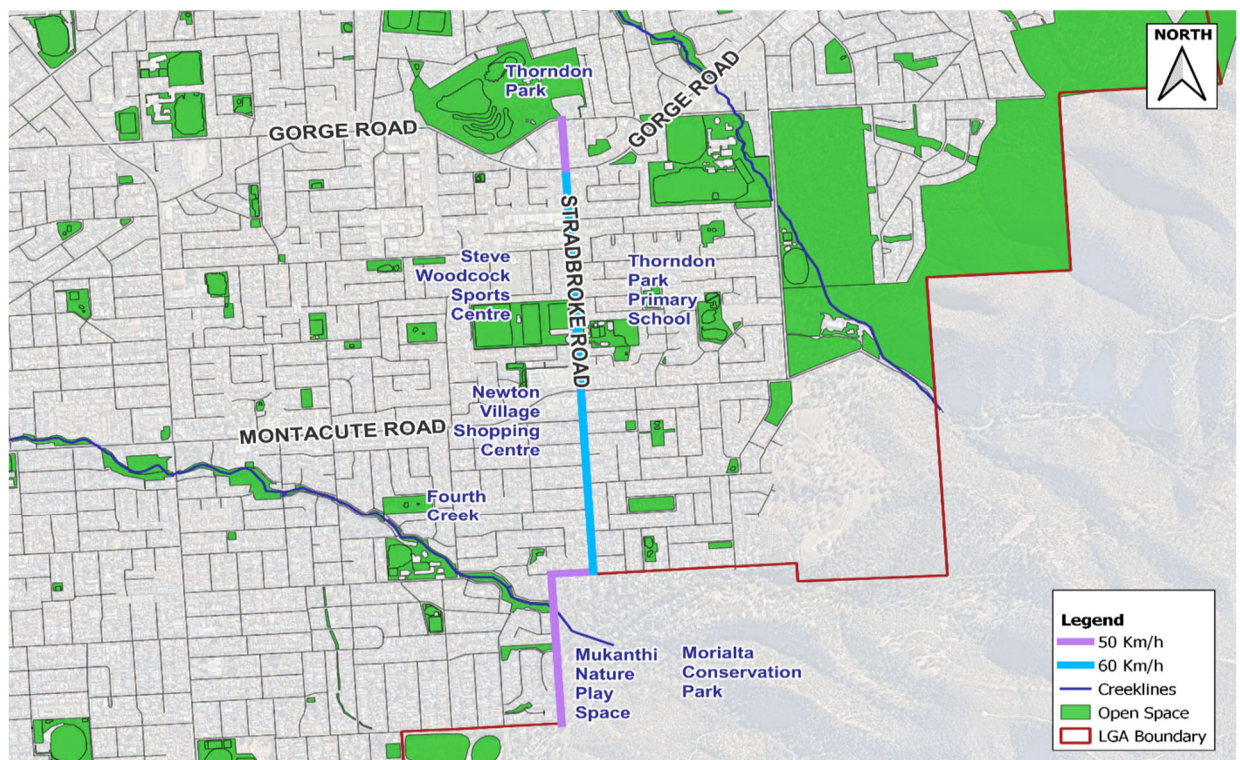 NORTH
Thorndon
Park
GORGE ROAD
GORGE ROAD
STRADBROKE ROAD
Steve
Woodcock
Sports
Centre
Thorndon
Park
Primary
School
Newton
Village
Shopping
Centre
MONTACUTE ROAD
Fourth
Creek
Mukanthi
Nature
Play
Space
Morialta
Conservation
Park
Legend
50 Km/h
60 Km/h
Creeklines
Open Space
LGA Boundary